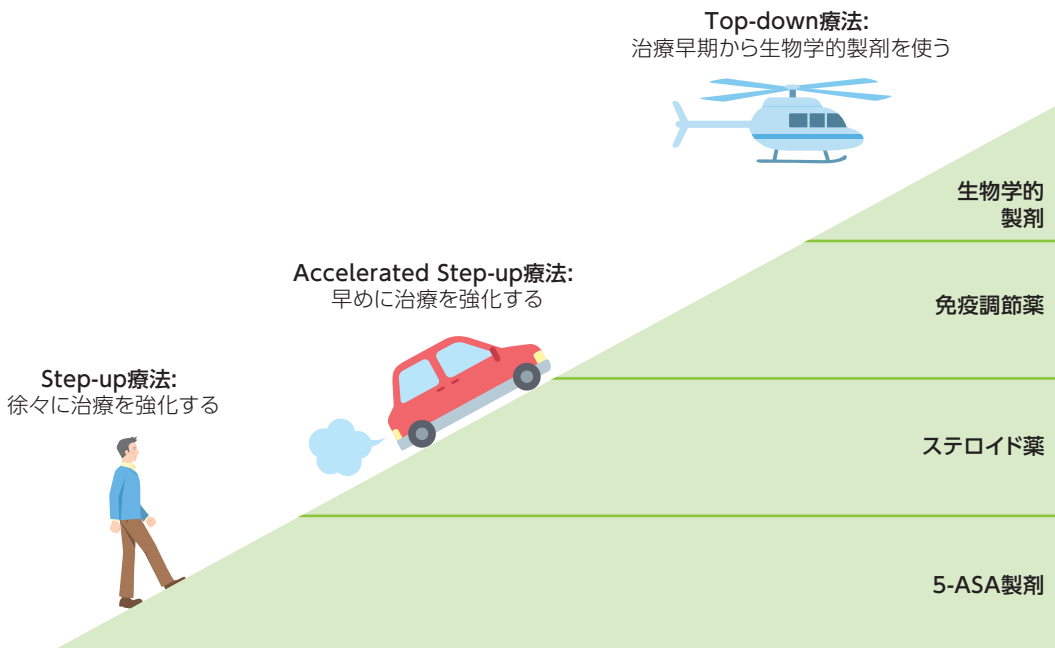 Top-down療法:
治療早期から生物学的製剤を使う
生物学的
製剤
Accelerated Step-up療法:
早めに治療を強化する
免疫調節薬
Step-up療法:
徐々に治療を強化する
ステロイド薬
5-ASA製剤